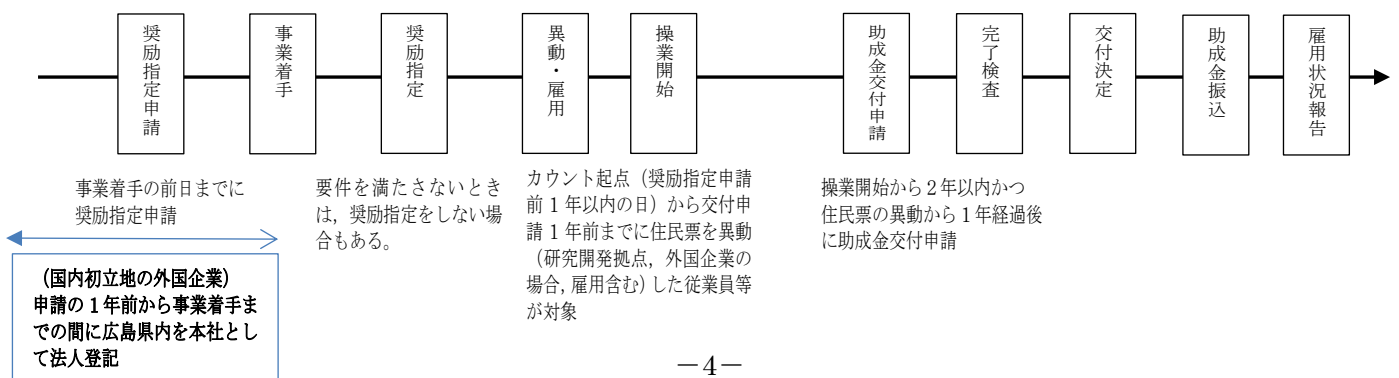 奨励指定申請
事業着手
奨励指定
異動・雇用
操業開始
助成金交付申請
完了検査
交付決定
助成金振込
雇用状況報告
事業着手の前日までに
奨励指定申請
要件を満たさないとき
は，奨励指定をしない場
合もある。
カウント起点（奨励指定申請
前１年以内の日）から交付申
請１年前までに住民票を異動
（研究開発拠点，外国企業の
場合，雇用含む）した従業員等
が対象
操業開始から２年以内かつ
住民票の異動から１年経過後
に助成金交付申請
（国内初立地の外国企業）
申請の１年前から事業着手ま
での間に広島県内を本社とし
て法人登記
－4－